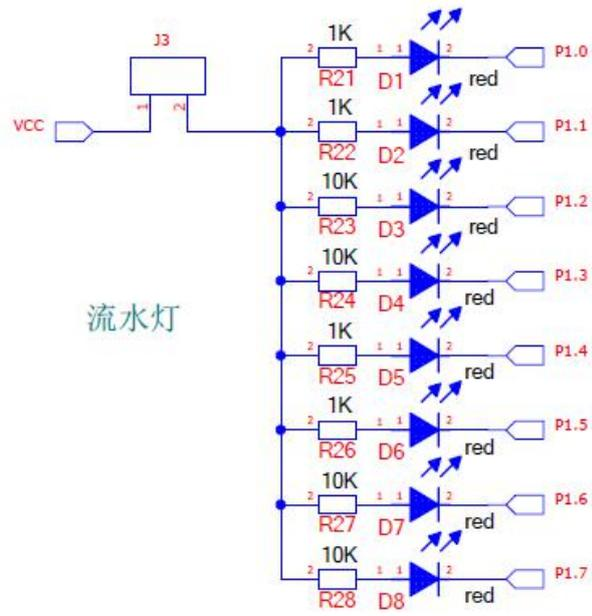 J3
1
2
VCC
流水灯
1K
2
1
1
2
P1.0
R21
D1
red
1K
2
1
1
2
P1.1
R22
D2
red
10K
2
1
1
2
P1.2
R23
D3
red
10K
2
1
1
2
P1.3
R24
D4
red
1K
2
1
1
2
P1.4
R25
D5
red
1K
2
1
1
2
P1.5
R26
D6
red
10K
2
1
1
2
P1.6
R27
D7
red
10K
2
1
1
2
P1.7
R28
D8
red